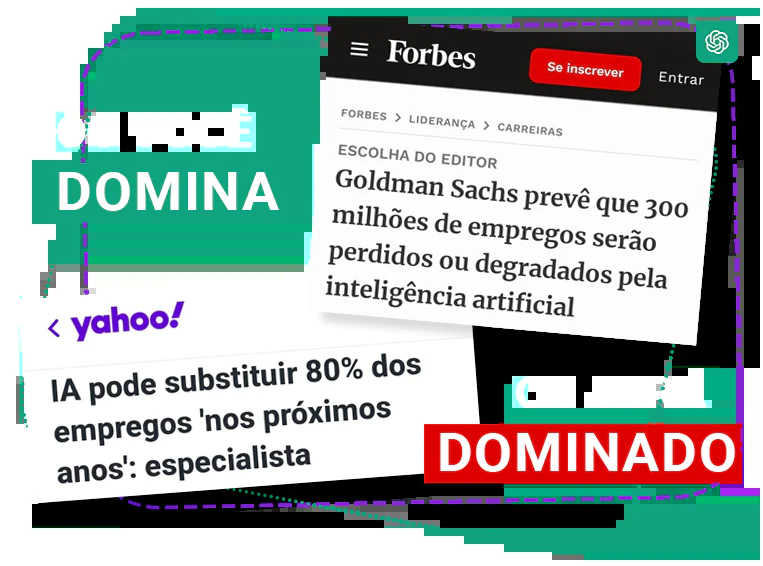 DOMINA
Forbes
Se inscrever
Entrar
FORBES > LIDERANÇA > CARREIRAS
ESCOLHA DO EDITOR
Goldman Sachs prevê que 300
milhões de empregos serão
perdidos ou degradados pela
inteligência artificial
yahoo!
IA pode substituir 80% dos
empregos 'nos próximos
anos': especialista
DOMINADO